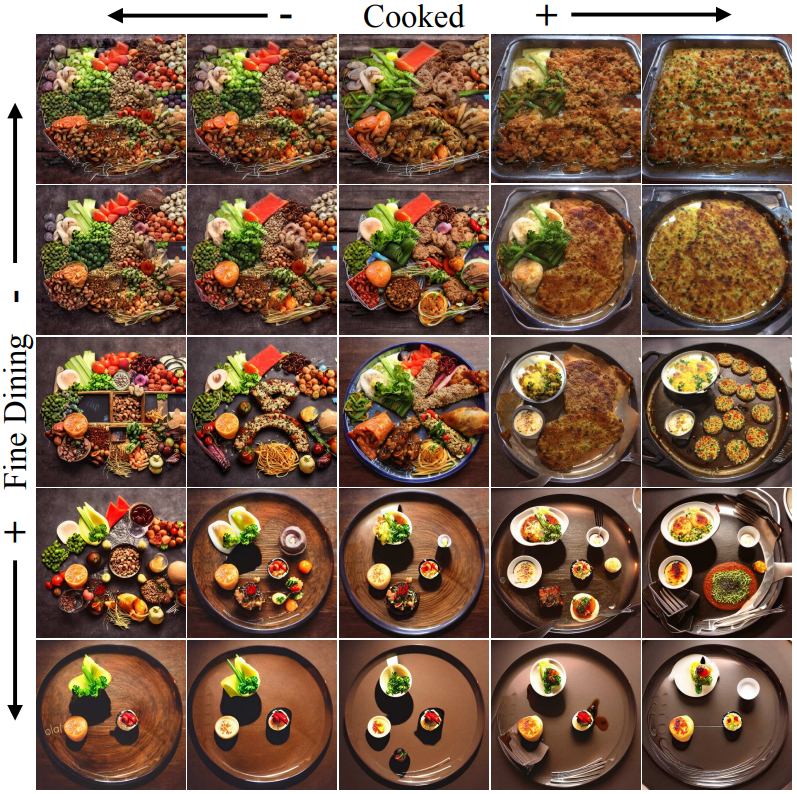 - Cooked +
+ Fine Dining -